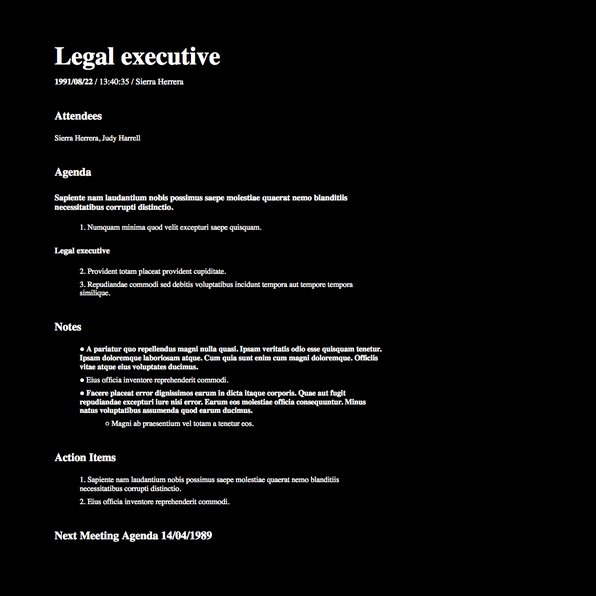 Legal executive
1991/08/22 / 13:40:35 / Sierra Herrera
Attendees
Sierra Herrera, Judy Harrell
Agenda
Sapiente nam laudantium nobis possimus saepe molestiae quaerat nemo blanditiis
necessitatibus corrupti distinctio.
1. Numquam minima quod velit excepturi saepe quisquam.
Legal executive
2. Provident totam placeat provident cupiditate.
3. Repudiandae commodi sed debitis voluptatibus incidunt tempora aut tempore tempora
similique.
Notes
● A pariatur quo repellendus magni nulla quasi. Ipsam veritatis odio esse quisquam tenetur.
Ipsam doloremque laboriosam atque. Cum quia sunt enim cum magni doloremque. Officiis
vitae atque eius voluptates ducimus.
● Eius officia inventore reprehenderit commodi.
● Facere placeat error dignissimos earum in dicta itaque corporis. Quae aut fugit
repudiandae excepturi iure nisi error. Earum eos molestiae officia consequuntur. Minus
natus voluptatibus assumenda quod earum ducimus.
○ Magni ab praesentium vel totam a tenetur eos.
Action Items
1. Sapiente nam laudantium nobis possimus saepe molestiae quaerat nemo blanditiis
necessitatibus corrupti distinctio.
2. Eius officia inventore reprehenderit commodi.
Next Meeting Agenda 14/04/1989